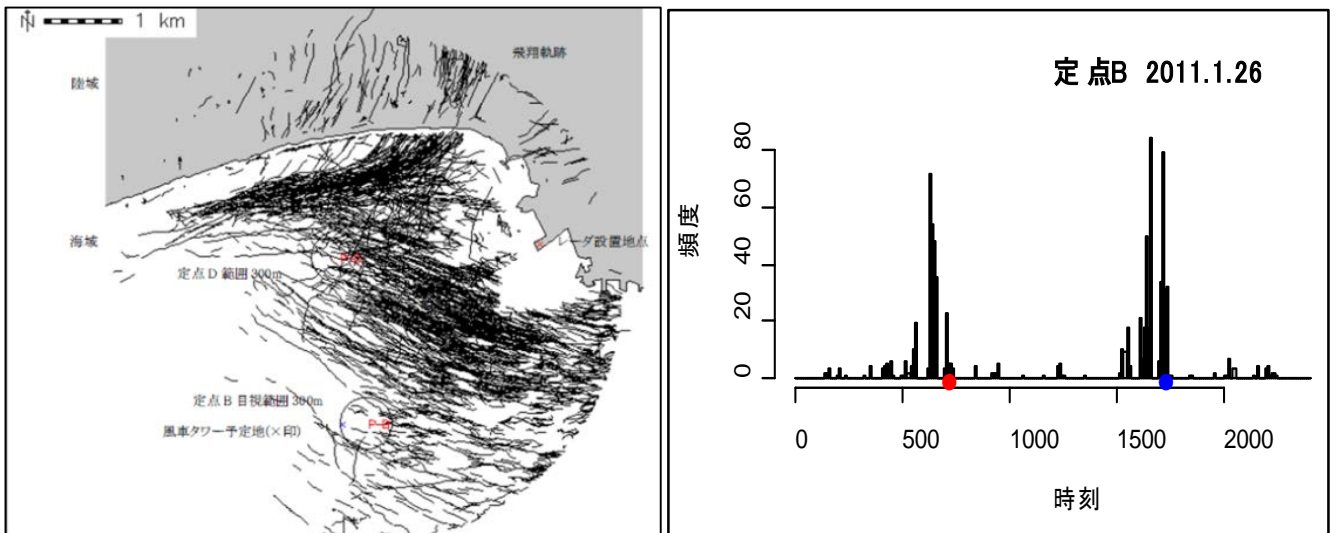 N 1 km
飛翔軌跡
陸域
海域
レーダ設置地点
定点 D 範囲 300m
定点 B 目視範囲 300m
風車タワー予定地(×印)
定点B 2011.1.26
頻度
80
60
40
20
0
0 500 1000 1500 2000
時刻